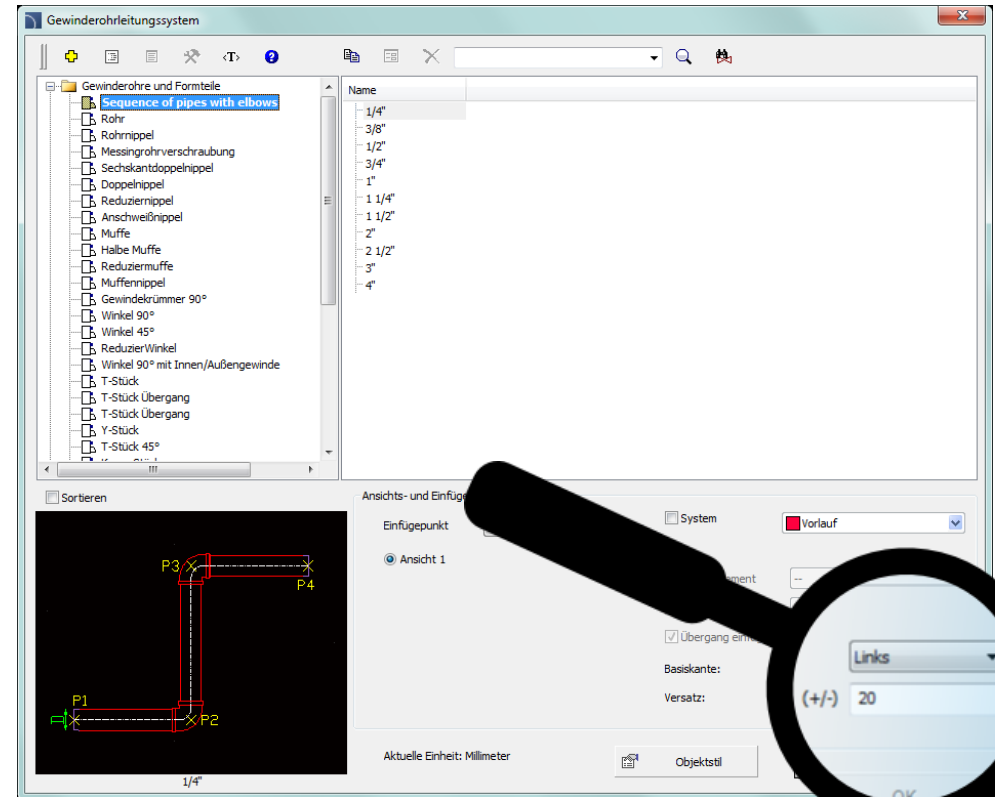 Gewinderohrleitungssystem
<T>
Gewinderohre und Formteile
Sequence of pipes with elbows
Rohr
Rohrnippel
Messingrohrverschraubung
Sechskantdoppelnippel
Doppelnippel
Reduziernippel
Anschweißnippel
Muffe
Halbe Muffe
Reduziermuffe
Muffennippel
Gewindekrümmer 90°
Winkel 90°
Winkel 45°
ReduzierWinkel
Winkel 90° mit Innen/Außengewinde
T-Stück
T-Stück Übergang
T-Stück Übergang
Y-Stück
T-Stück 45°
Name
1/4"
3/8"
1/2"
3/4"
1"
1 1/4"
1 1/2"
2"
2 1/2"
3"
4"
Sortieren
P3
P4
P1
D
P2
1/4"
Ansichts- und
Einfügepunkt
Ansicht 1
System
Vorlauf
--
Übergang
Basiskante:
Links
Versatz:
(+/-) 20
Aktuelle Einheit: Millimeter
Objektstil
OK